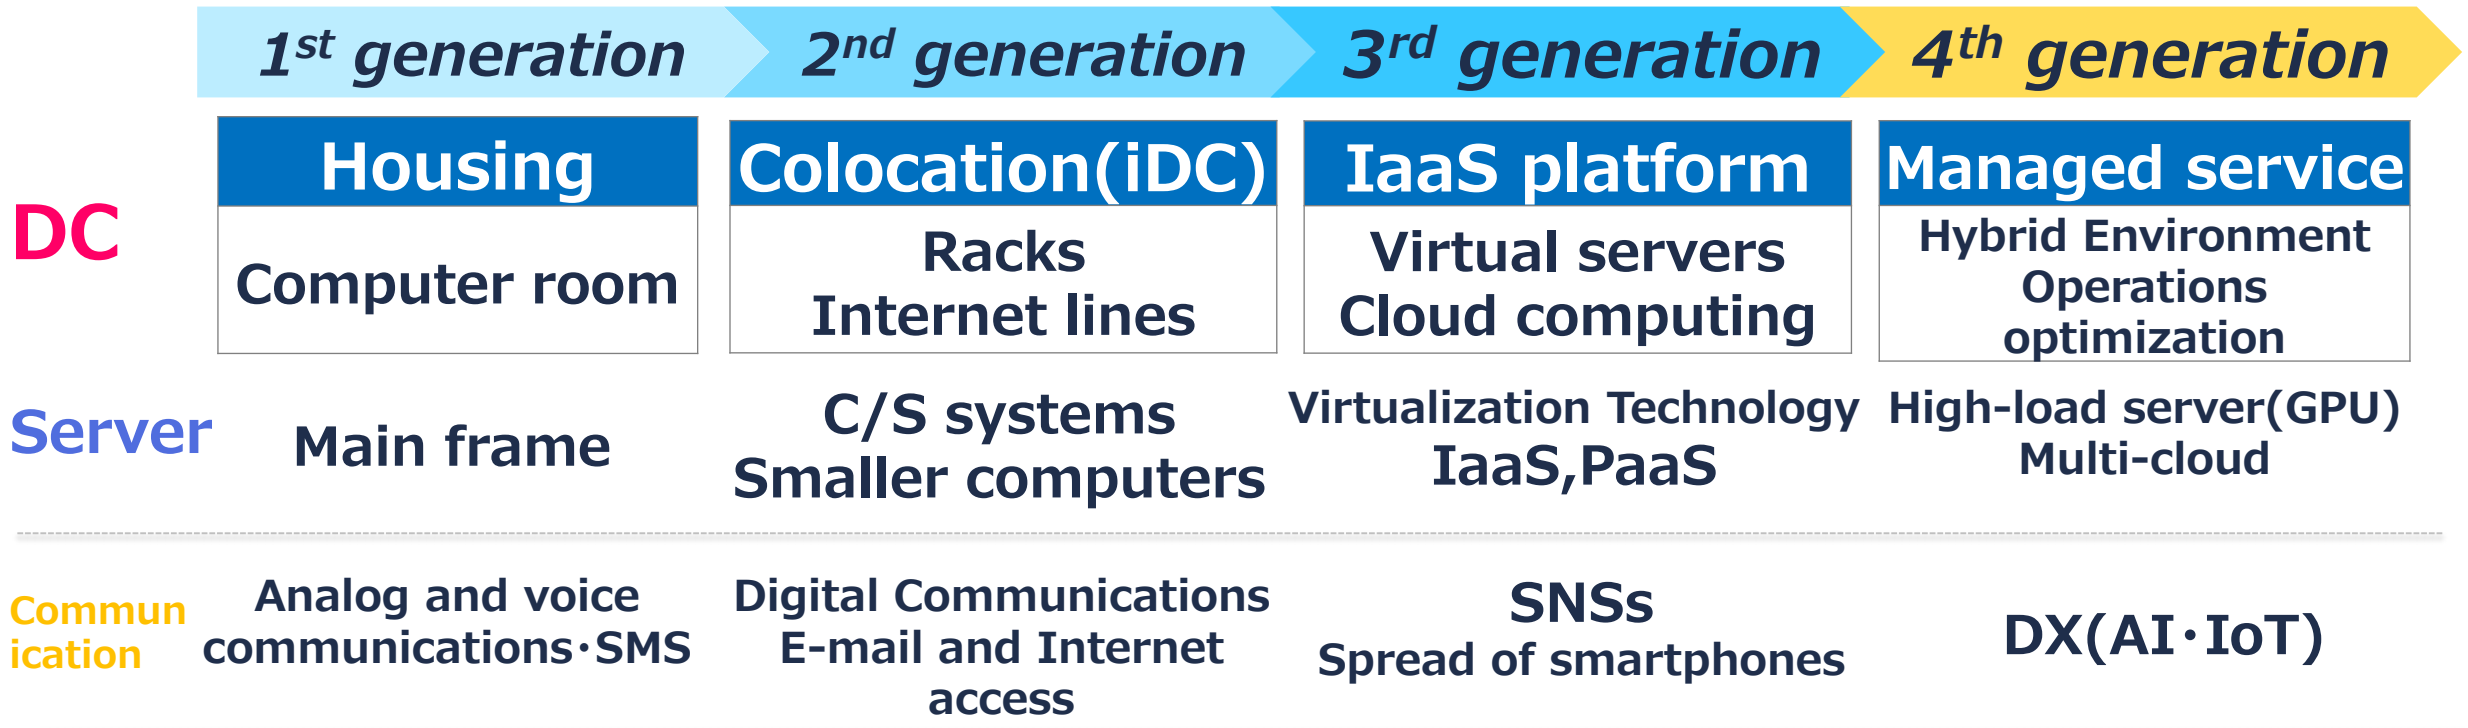 1st generation
2nd generation
3rd generation
4th generation
DC
Housing
Computer room
Colocation(iDC)
Racks
Internet lines
IaaS platform
Virtual servers
Cloud computing
Managed service
Hybrid Environment
Operations
optimization
Server
Main frame
C/S systems
Smaller computers
Virtualization Technology
IaaS,PaaS
High-load server(GPU)
Multi-cloud
Commun
ication
Analog and voice
communications・SMS
Digital Communications
E-mail and Internet
access
SNSs
Spread of smartphones
DX(AI・IoT)